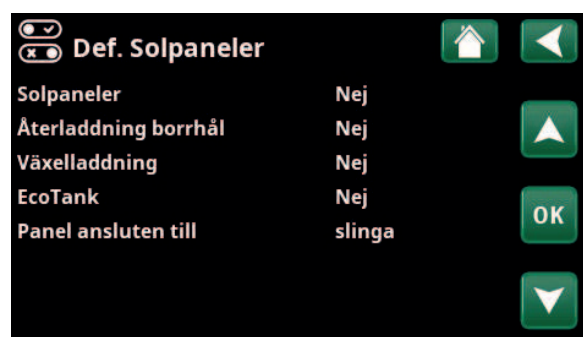 Def. Solpaneler
Solpaneler Nej
Återladdning borrhål Nej
Växelladdning Nej
EcoTank Nej
Panel ansluten till slinga
OK